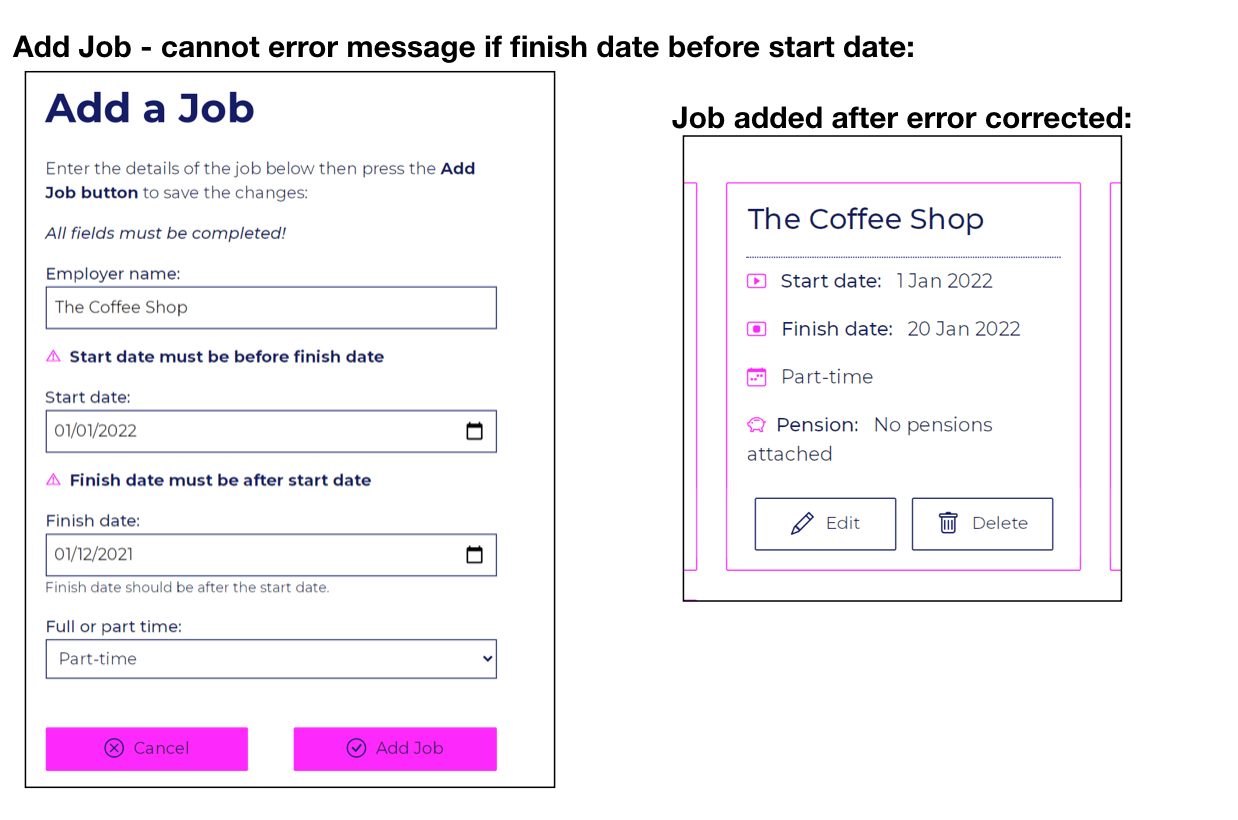 Add Job - cannot error message if finish date before start date:
Add a Job
Enter the details of the job below then press the Add
Job button to save the changes:
All fields must be completed!
Employer name:
The Coffee Shop
Start date must be before finish date
Start date:
01/01/2022
Finish date must be after start date
Finish date:
01/12/2021
Finish date should be after the start date.
Full or part time:
Part-time
Cancel
Add Job
Job added after error corrected:
The Coffee Shop
Start date: 1 Jan 2022
Finish date: 20 Jan 2022
Part-time
Pension: No pensions
attached
Edit
Delete